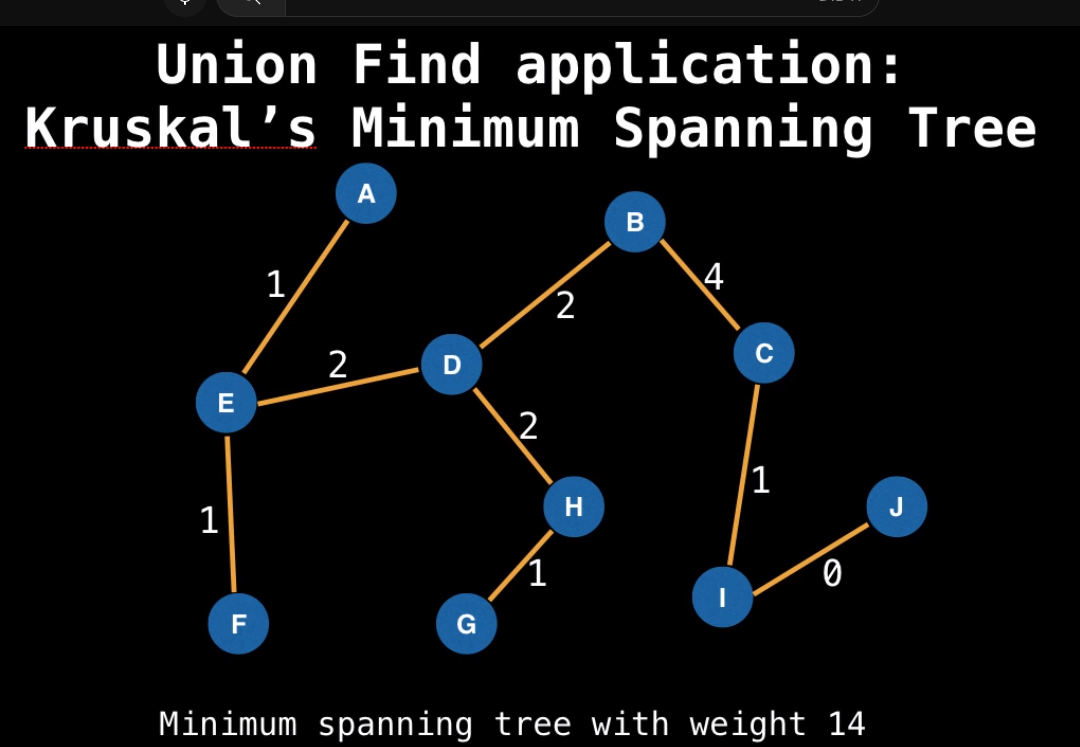 Union Find application:
Kruskal’s Minimum Spanning Tree
A
B
1
4
2
C
D
2
E
2
1
H
J
1
1
0
I
F
G
Minimum spanning tree with weight 14